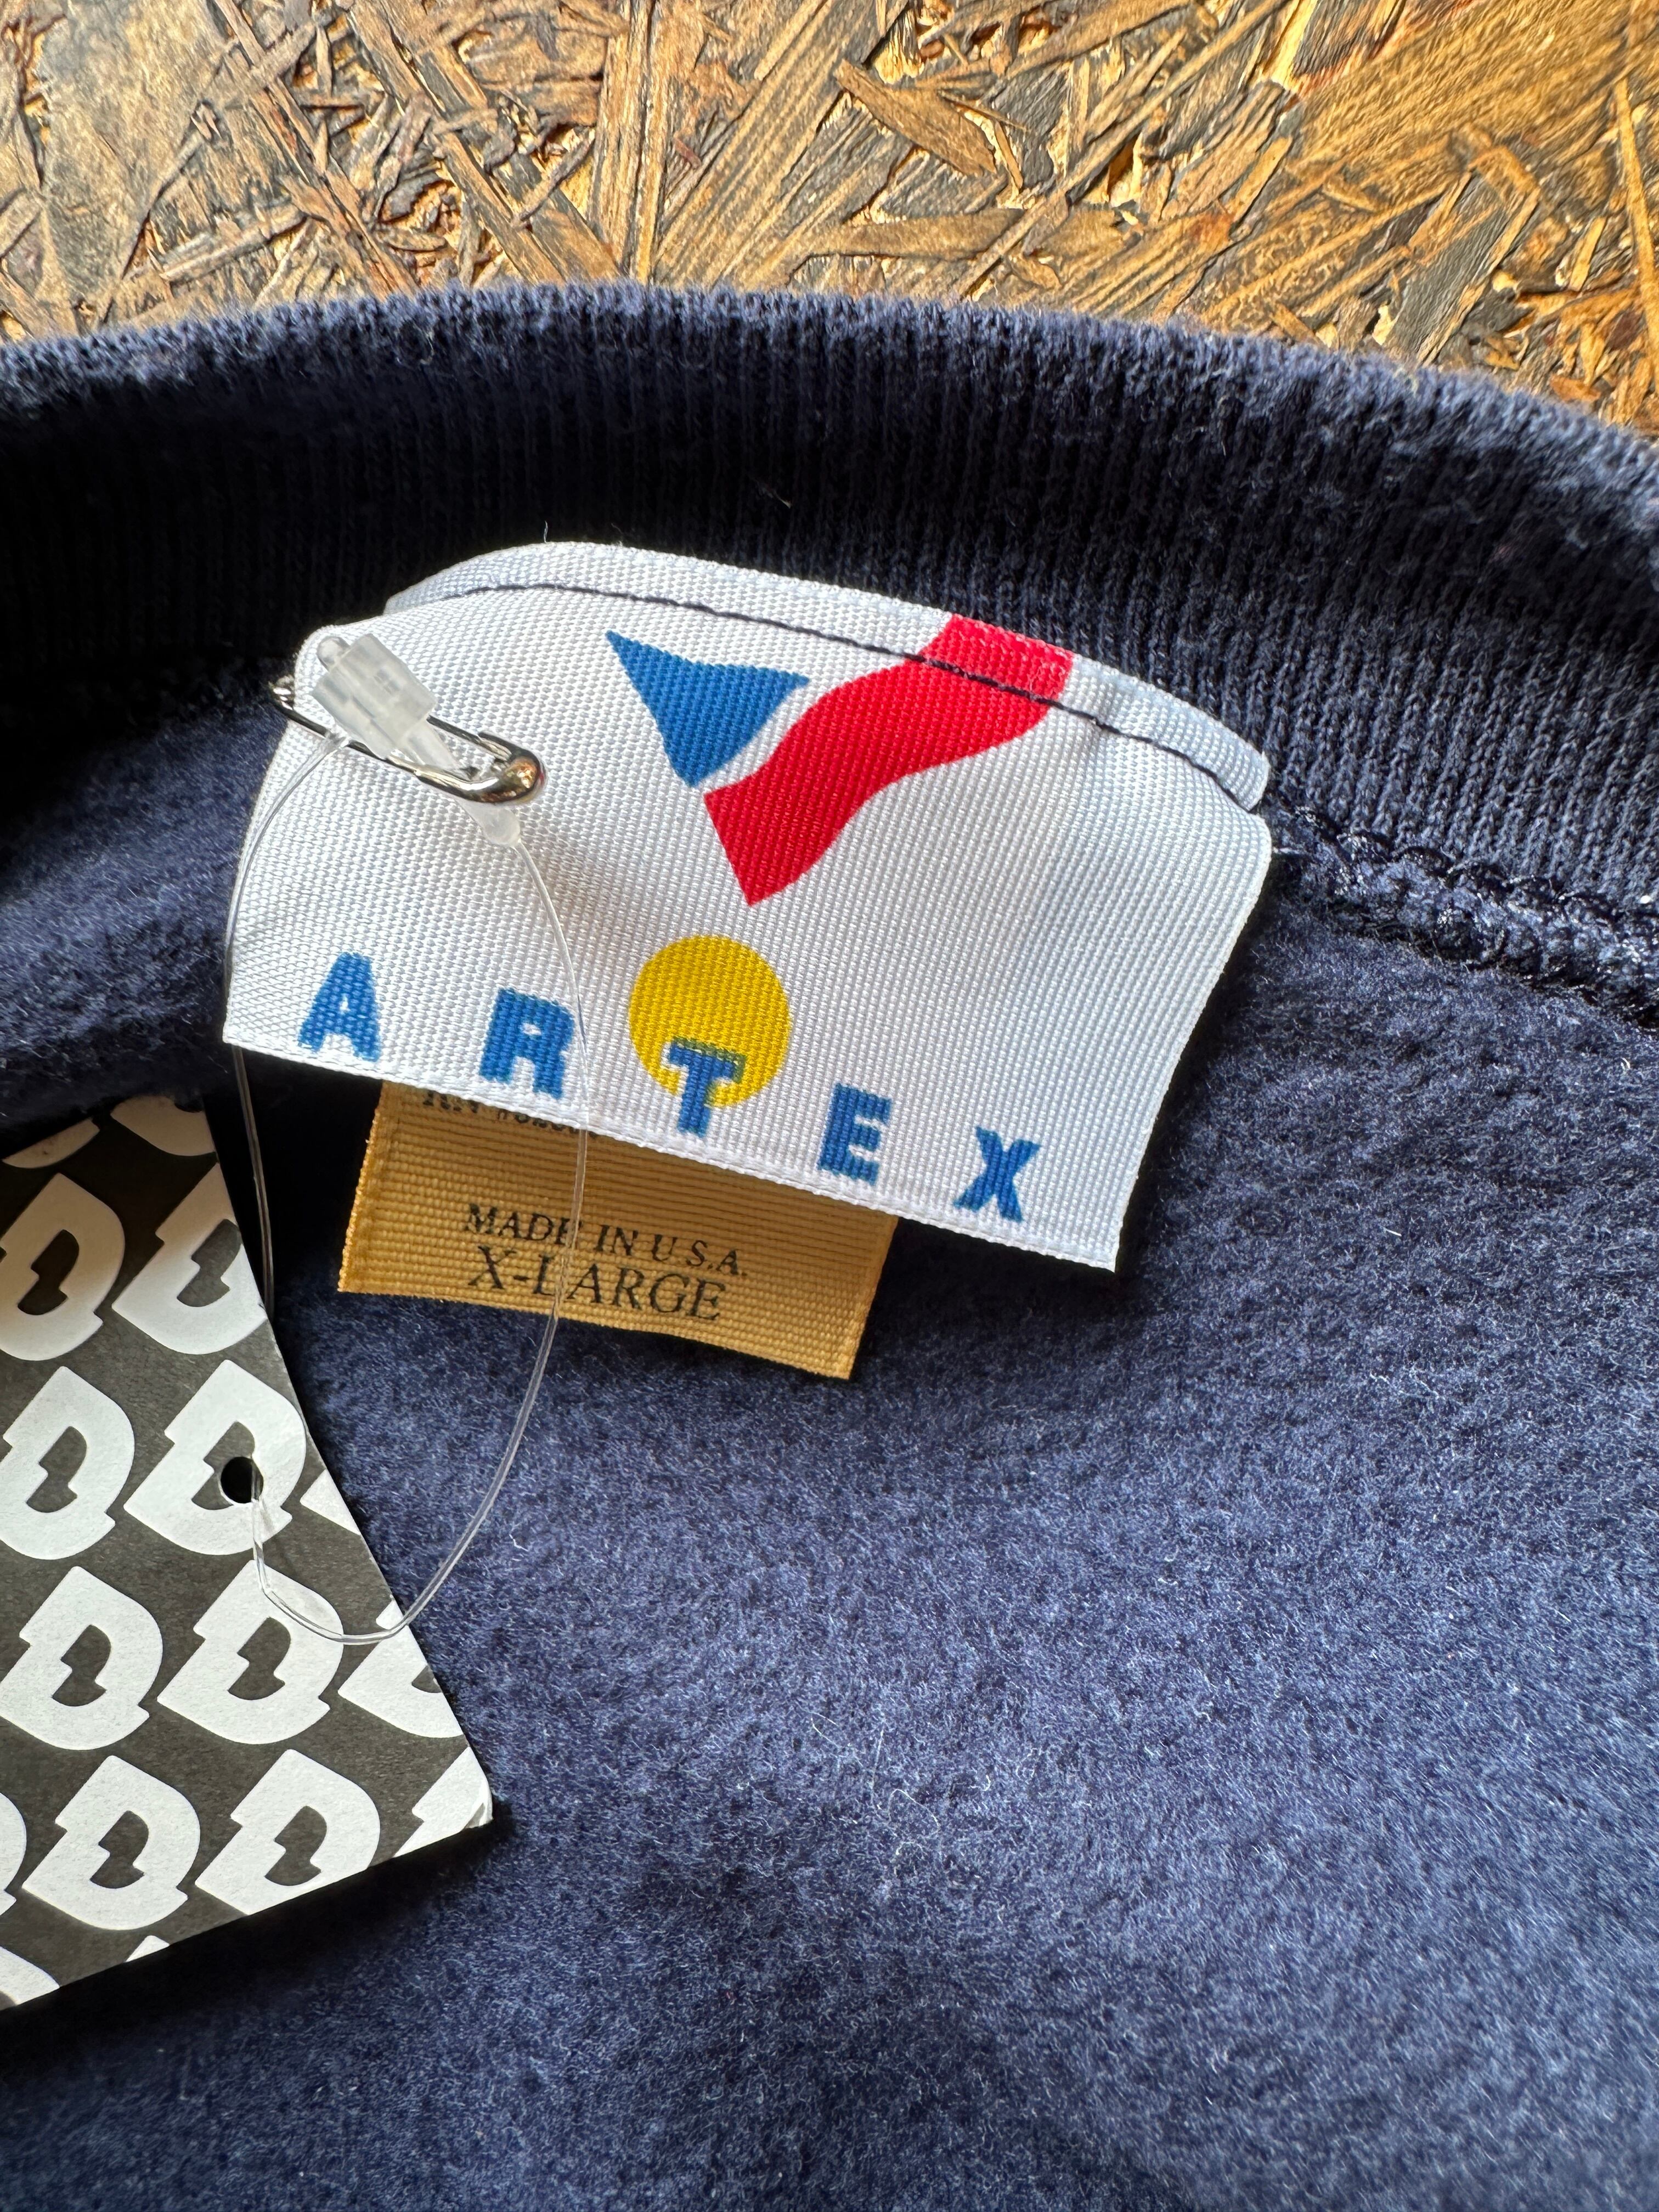 ARTEX
MADE IN U.S.A.
X-LARGE